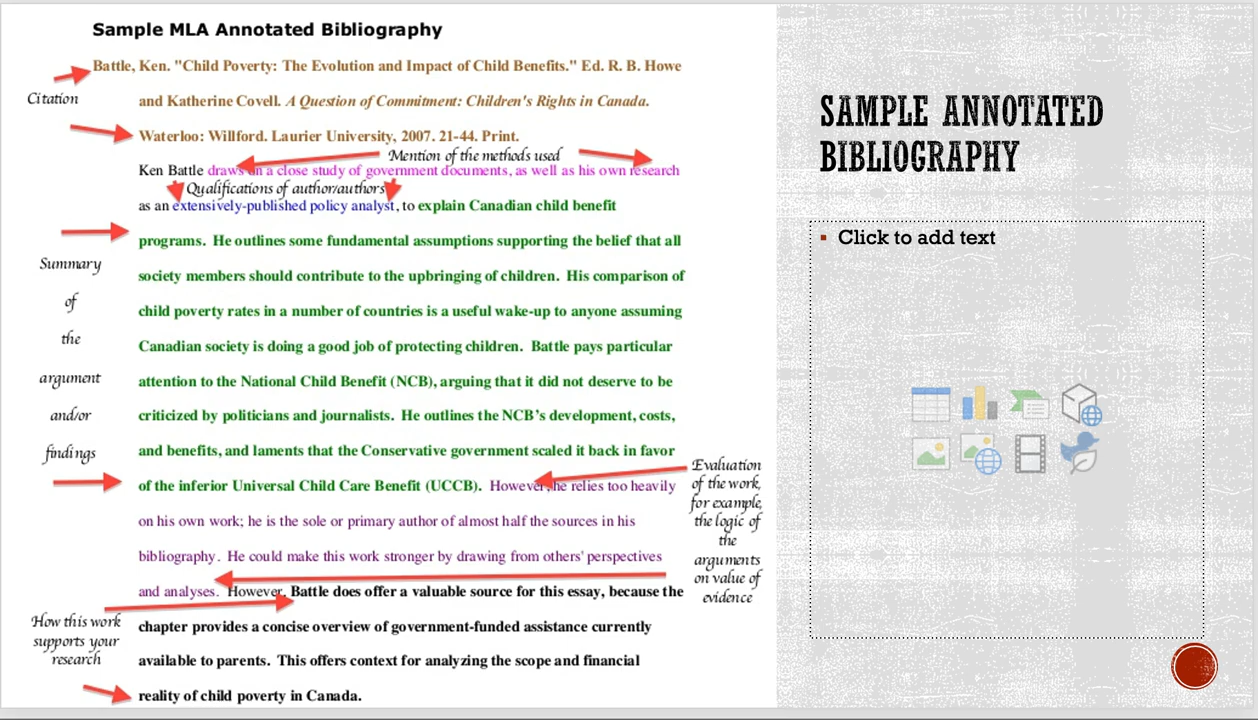 Sample MLA Annotated Bibliography
Battle, Ken. "Child Poverty: The Evolution and Impact of Child Benefits." Ed. R. B. Howe
and Katherine Covell. A Question of Commitment: Children's Rights in Canada.
Waterloo: Willford. Laurier University, 2007. 21-44. Print.
Citation
Mention of the methods used
Ken Battle draws on a close study of government documents, as well as his own research
Qualifications of author/authors
as an extensively-published policy analyst, to explain Canadian child benefit
programs. He outlines some fundamental assumptions supporting the belief that all
society members should contribute to the upbringing of children. His comparison of
child poverty rates in a number of countries is a useful wake-up to anyone assuming
Canadian society is doing a good job of protecting children. Battle pays particular
attention to the National Child Benefit (NCB), arguing that it did not deserve to be
criticized by politicians and journalists. He outlines the NCB's development, costs,
and benefits, and laments that the Conservative government scaled it back in favor
of the inferior Universal Child Care Benefit (UCCB). However, he relies too heavily
on his own work; he is the sole or primary author of almost half the sources in his
bibliography. He could make this work stronger by drawing from others' perspectives
and analyses. However, Battle does offer a valuable source for this essay, because the
chapter provides a concise overview of government-funded assistance currently
available to parents. This offers context for analyzing the scope and financial
reality of child poverty in Canada.
Summary
of
the
argument
and/or
findings
Evaluation
of the work,
for example,
the logic of
the
arguments
on value of
evidence
How this work
supports your
research
SAMPLE ANNOTATED
BIBLIOGRAPHY
Click to add text